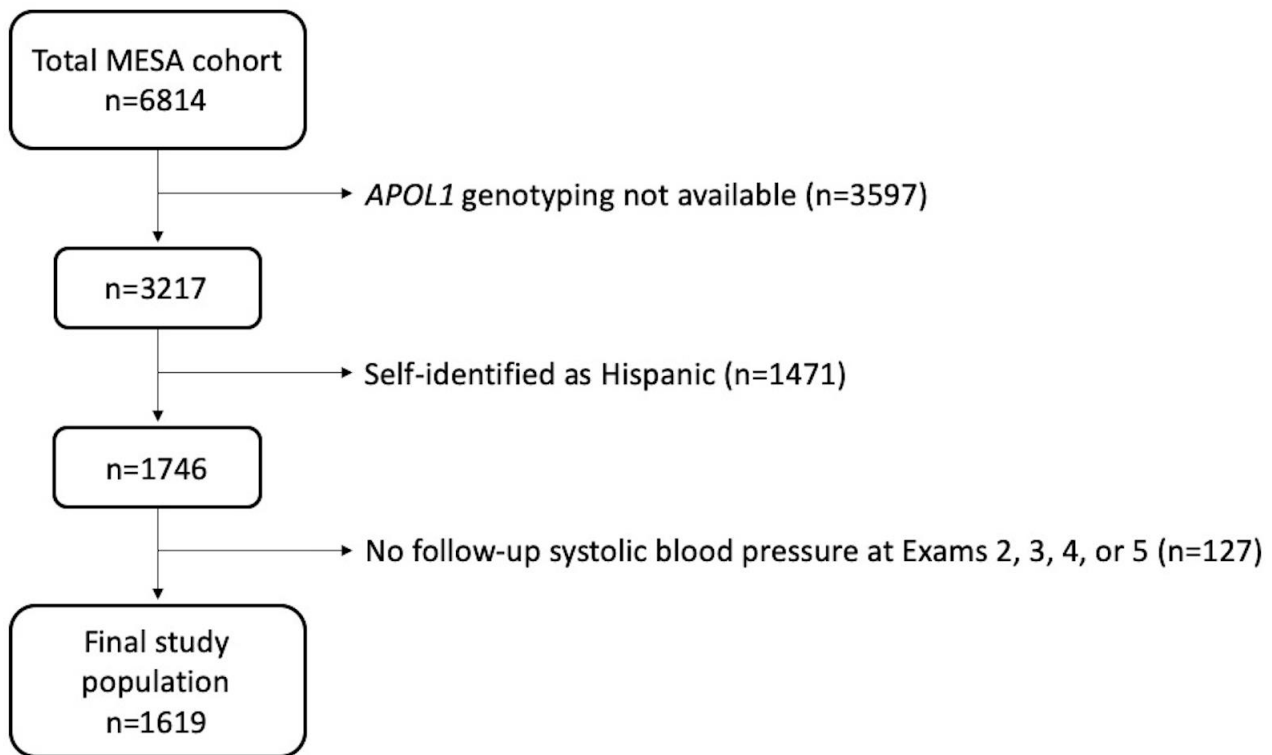 Total MESA cohort
n=6814
APOL1 genotyping not available (n=3597)
n=3217
Self-identified as Hispanic (n=1471)
n=1746
No follow-up systolic blood pressure at Exams 2, 3, 4, or 5 (n=127)
Final study
population
n=1619